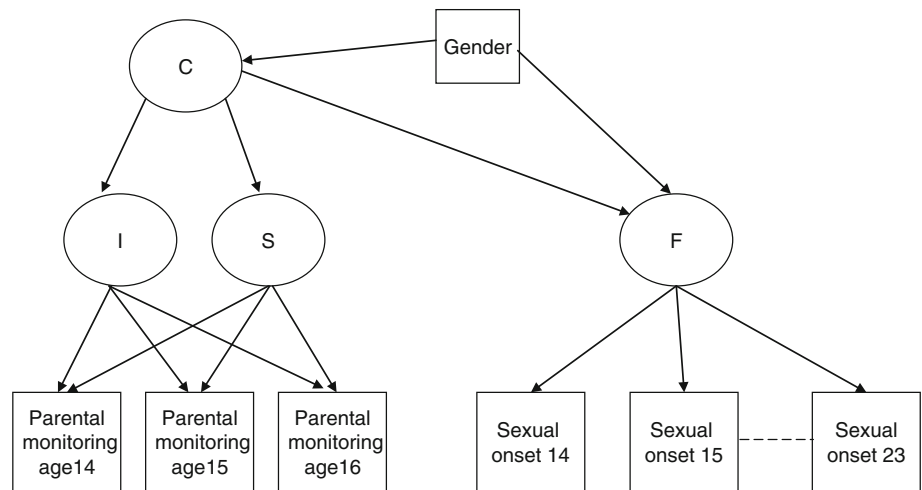 Gender
C
I
S
F
Parental
monitoring
age14
Parental
monitoring
age15
Parental
monitoring
age16
Sexual
onset 14
Sexual
onset 15
Sexual
onset 23